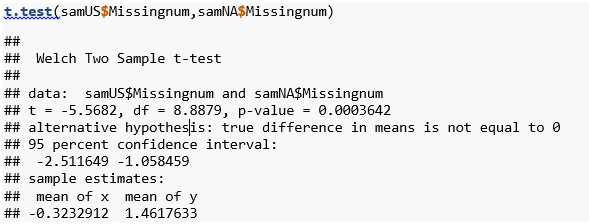 t.test(samUS$Missingnum,samNA$Missingnum)
##
##  Welch Two Sample t-test
##
## data:  samUS$Missingnum and samNA$Missingnum
## t = -5.5682, df = 8.8879, p-value = 0.0003642
## alternative hypothesis: true difference in means is not equal to 0
## 95 percent confidence interval:
##  -2.511649 -1.058459
## sample estimates:
##  mean of x  mean of y
## -0.3232912  1.4617633